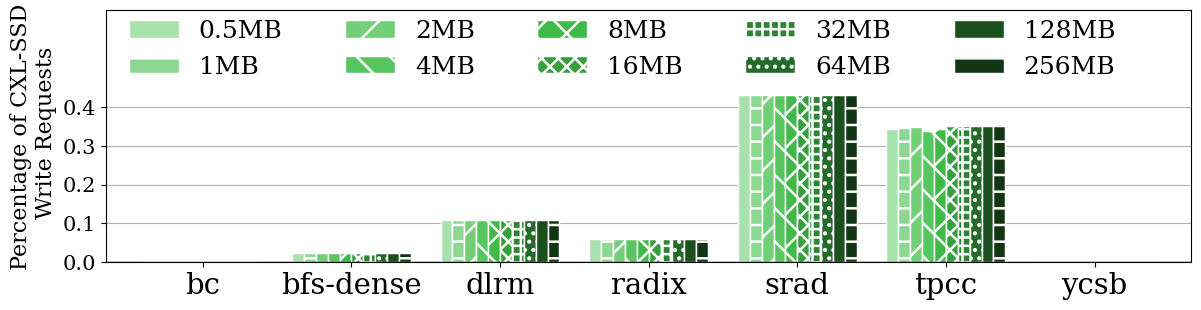 Percentage of CXL-SSD
Write Requests
0.5MB 2MB 8MB 32MB 128MB
1MB 4MB 16MB 64MB 256MB
0.4
0.3
0.2
0.1
0.0
bc bfs-dense dlrm radix srad tpcc ycsb